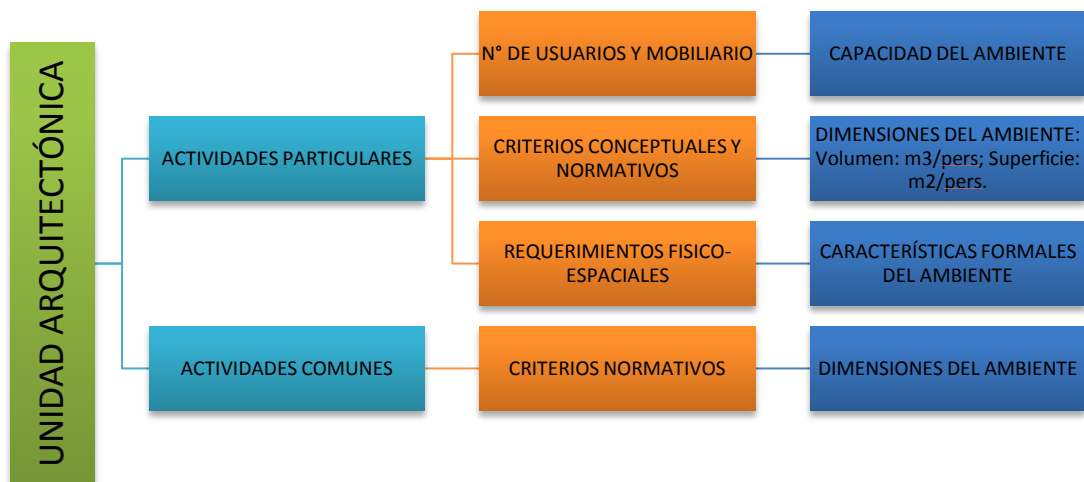 UNIDAD ARQUITECTÓNICA
ACTIVIDADES PARTICULARES
N° DE USUARIOS Y MOBILIARIO
CAPACIDAD DEL AMBIENTE
CRITERIOS CONCEPTUALES Y
NORMATIVOS
DIMENSIONES DEL AMBIENTE:
Volumen: m3/pers; Superficie:
m2/pers.
REQUERIMIENTOS FISICO-
ESPACIALES
CARACTERÍSTICAS FORMALES
DEL AMBIENTE
ACTIVIDADES COMUNES
CRITERIOS NORMATIVOS
DIMENSIONES DEL AMBIENTE